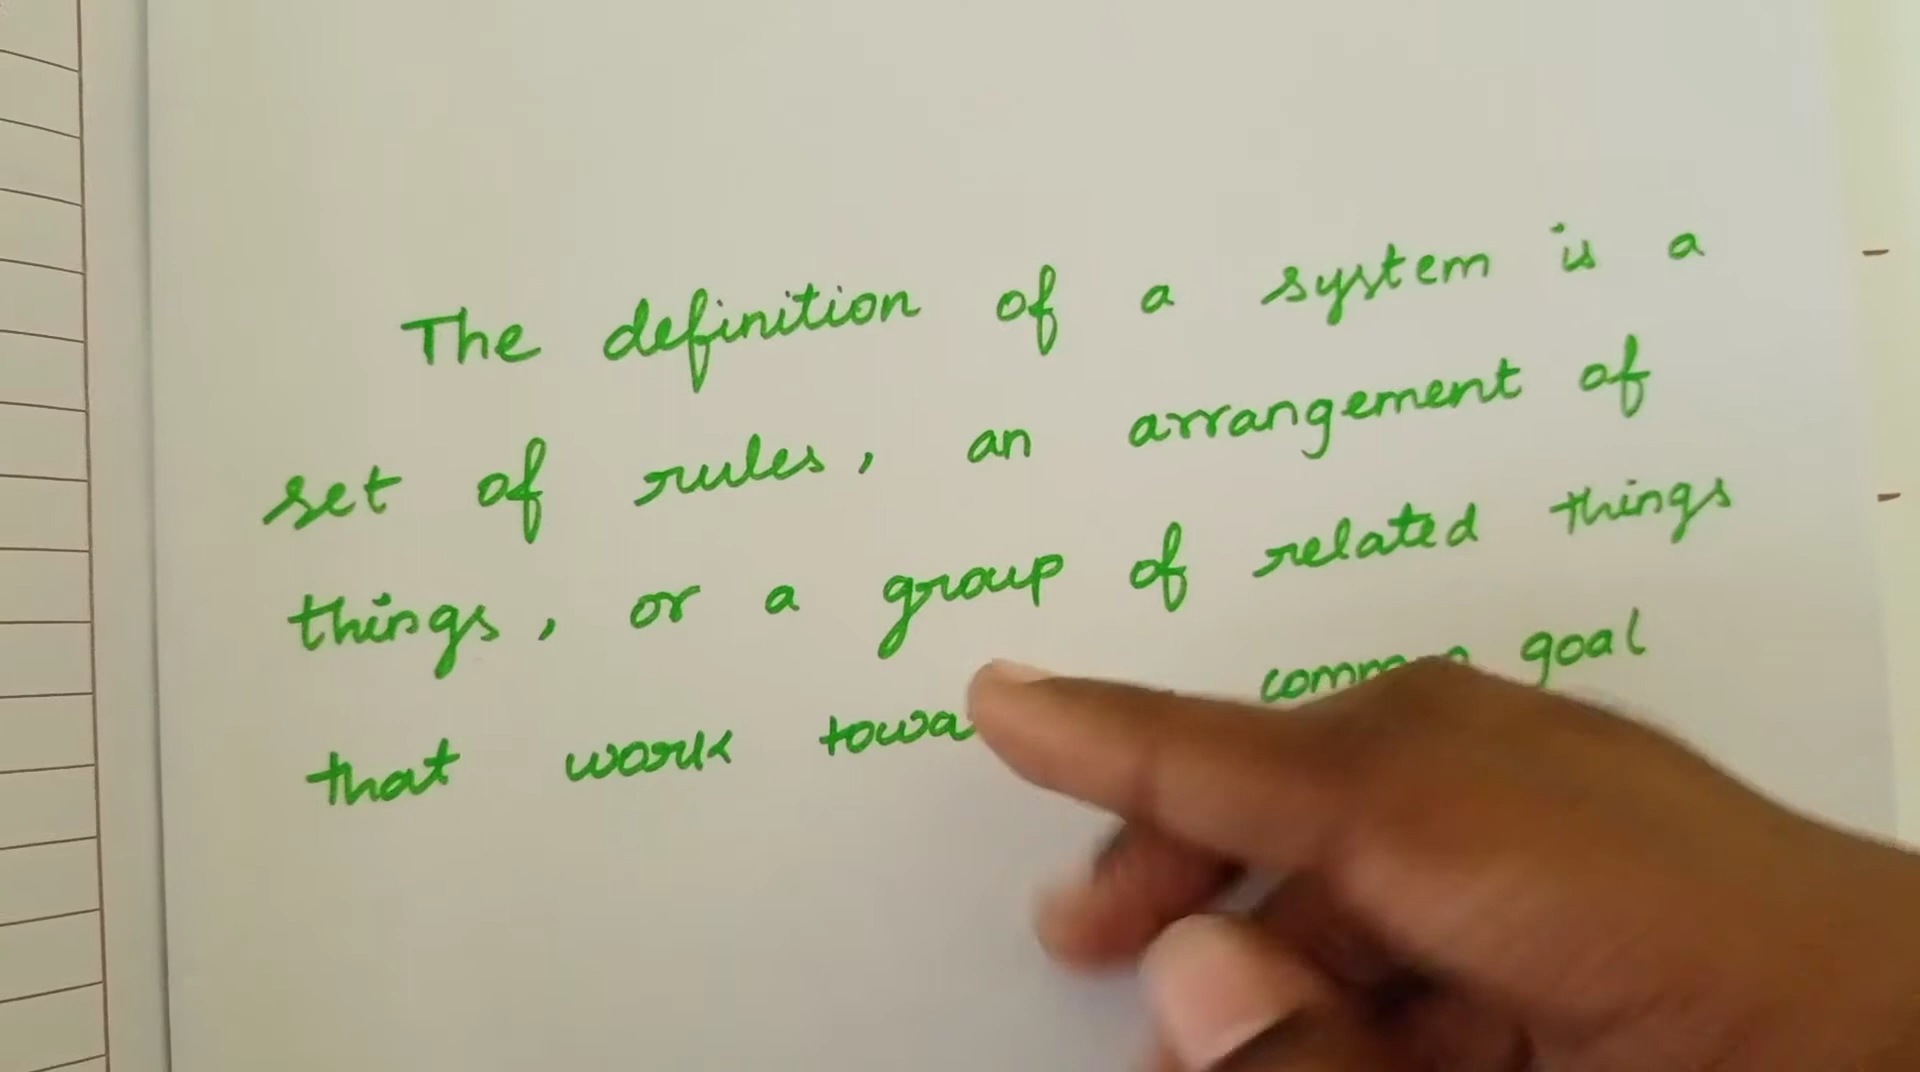 The definition of a system is a
set of rules, an arrangement of
things, or a group of related things
that work common goal